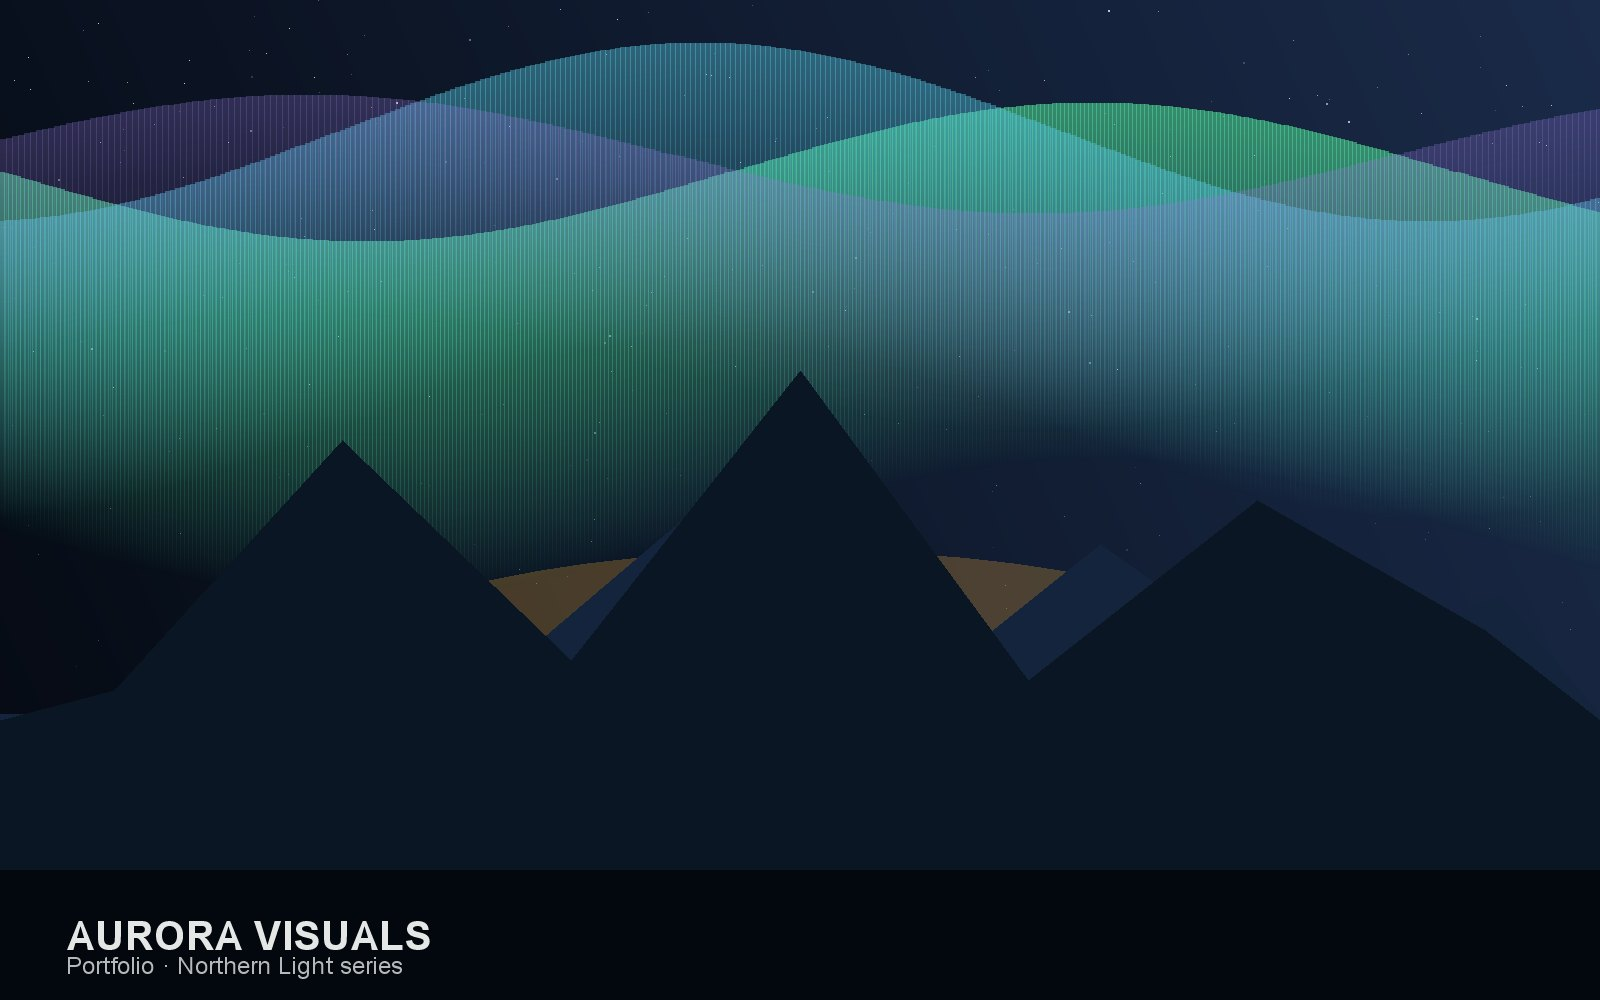 AURORA VISUALS
Portfolio · Northern Light series